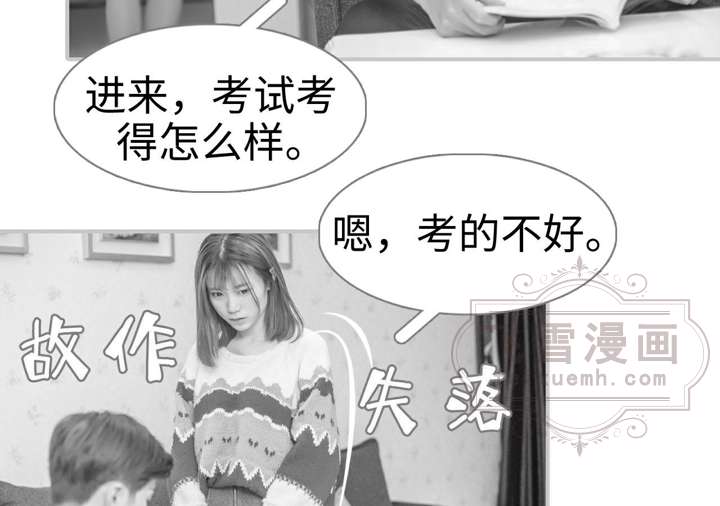 进来，考试考
得怎么样。
嗯，考的不好。
故作
失落
雪漫画
xuemh.com